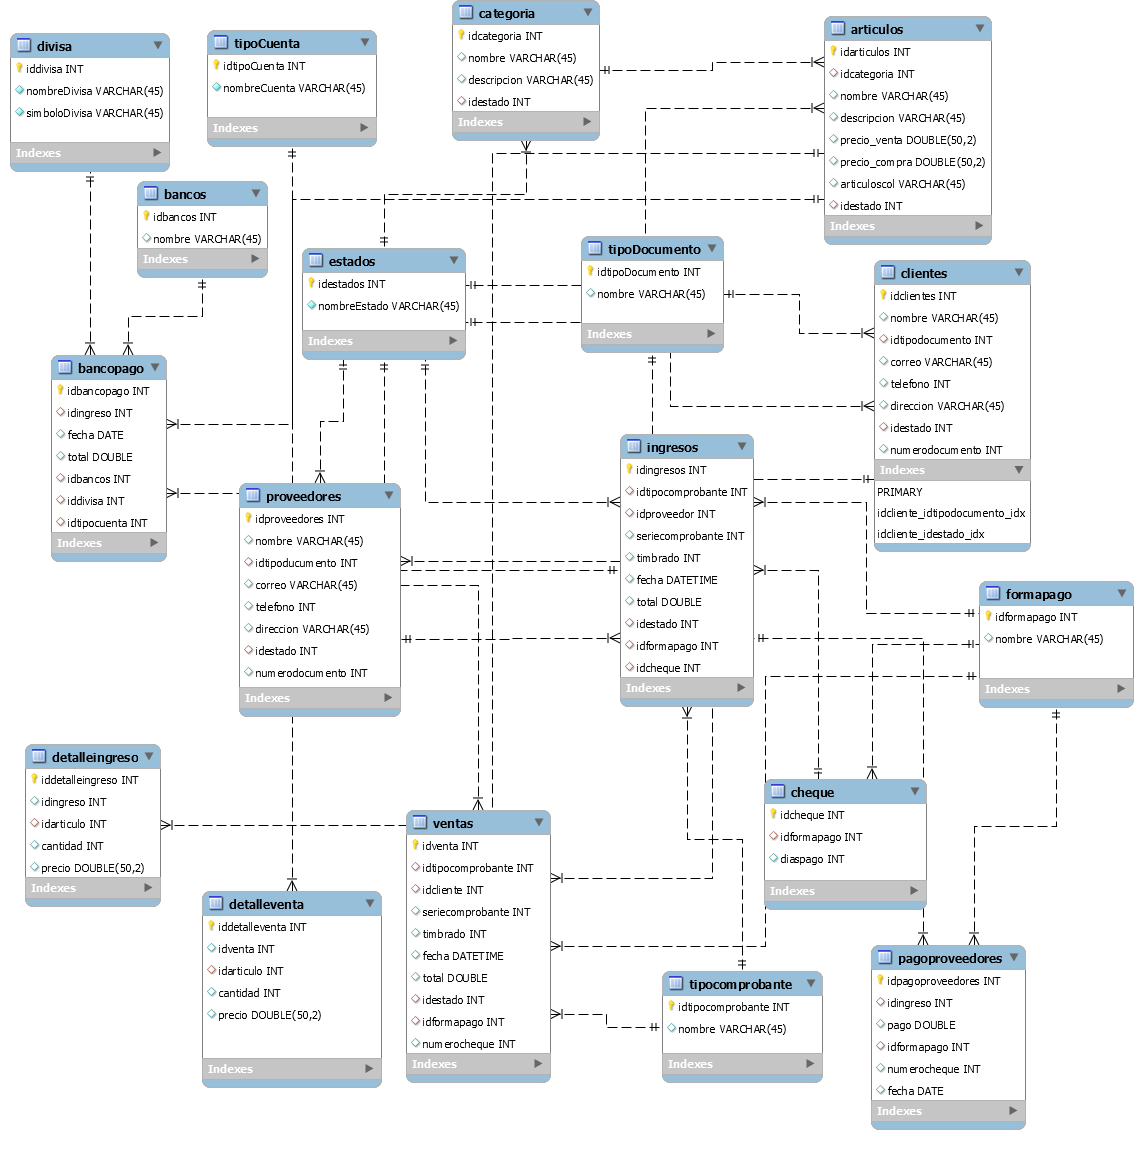 divisa
iddivisa INT
nombreDivisa VARCHAR(45)
simboloDivisa VARCHAR(45)
Indexes
tipoCuenta
idtipoCuenta INT
nombreCuenta VARCHAR(45)
Indexes
categoria
idcategoria INT
nombre VARCHAR(45)
descripcion VARCHAR(45)
idestado INT
Indexes
articulos
idarticulos INT
idcategoria INT
nombre VARCHAR(45)
descripcion VARCHAR(45)
precio_venta DOUBLE(50,2)
precio_compra DOUBLE(50,2)
articuloscol VARCHAR(45)
idestado INT
Indexes
bancos
idbancos INT
nombre VARCHAR(45)
Indexes
estados
idestados INT
nombreEstado VARCHAR(45)
Indexes
tipoDocumento
idtipoDocumento INT
nombre VARCHAR(45)
Indexes
clientes
idclientes INT
nombre VARCHAR(45)
idtipodocumento INT
correo VARCHAR(45)
telefono INT
direccion VARCHAR(45)
idestado INT
numerodocumento INT
Indexes
PRIMARY
idcliente_idtipodocumento_idx
idcliente_idestado_idx
bancopago
idbancopago INT
idingreso INT
fecha DATE
total DOUBLE
idbancos INT
iddivisa INT
idtipocuenta INT
Indexes
proveedores
idproveedores INT
nombre VARCHAR(45)
idtipoducumento INT
correo VARCHAR(45)
telefono INT
direccion VARCHAR(45)
idestado INT
numerodocumento INT
Indexes
ingresos
idingresos INT
idtipocomprobante INT
idproveedor INT
seriecomprobante INT
timbrado INT
fecha DATETIME
total DOUBLE
idestado INT
idformapago INT
idcheque INT
Indexes
formapago
idformapago INT
nombre VARCHAR(45)
Indexes
detalleingreso
iddetalleingreso INT
idingreso INT
idarticulo INT
cantidad INT
precio DOUBLE(50,2)
Indexes
detalleventa
iddetalleventa INT
idventa INT
idarticulo INT
cantidad INT
precio DOUBLE(50,2)
Indexes
ventas
idventa INT
idtipocomprobante INT
idcliente INT
seriecomprobante INT
timbrado INT
fecha DATETIME
total DOUBLE
idestado INT
idformapago INT
numerocheque INT
Indexes
cheque
idcheque INT
idformapago INT
diaspago INT
Indexes
tipocomprobante
idtipocomprobante INT
nombre VARCHAR(45)
Indexes
pagoproveedores
idpagoproveedores INT
idingreso INT
pago DOUBLE
idformapago INT
numerocheque INT
fecha DATE
Indexes